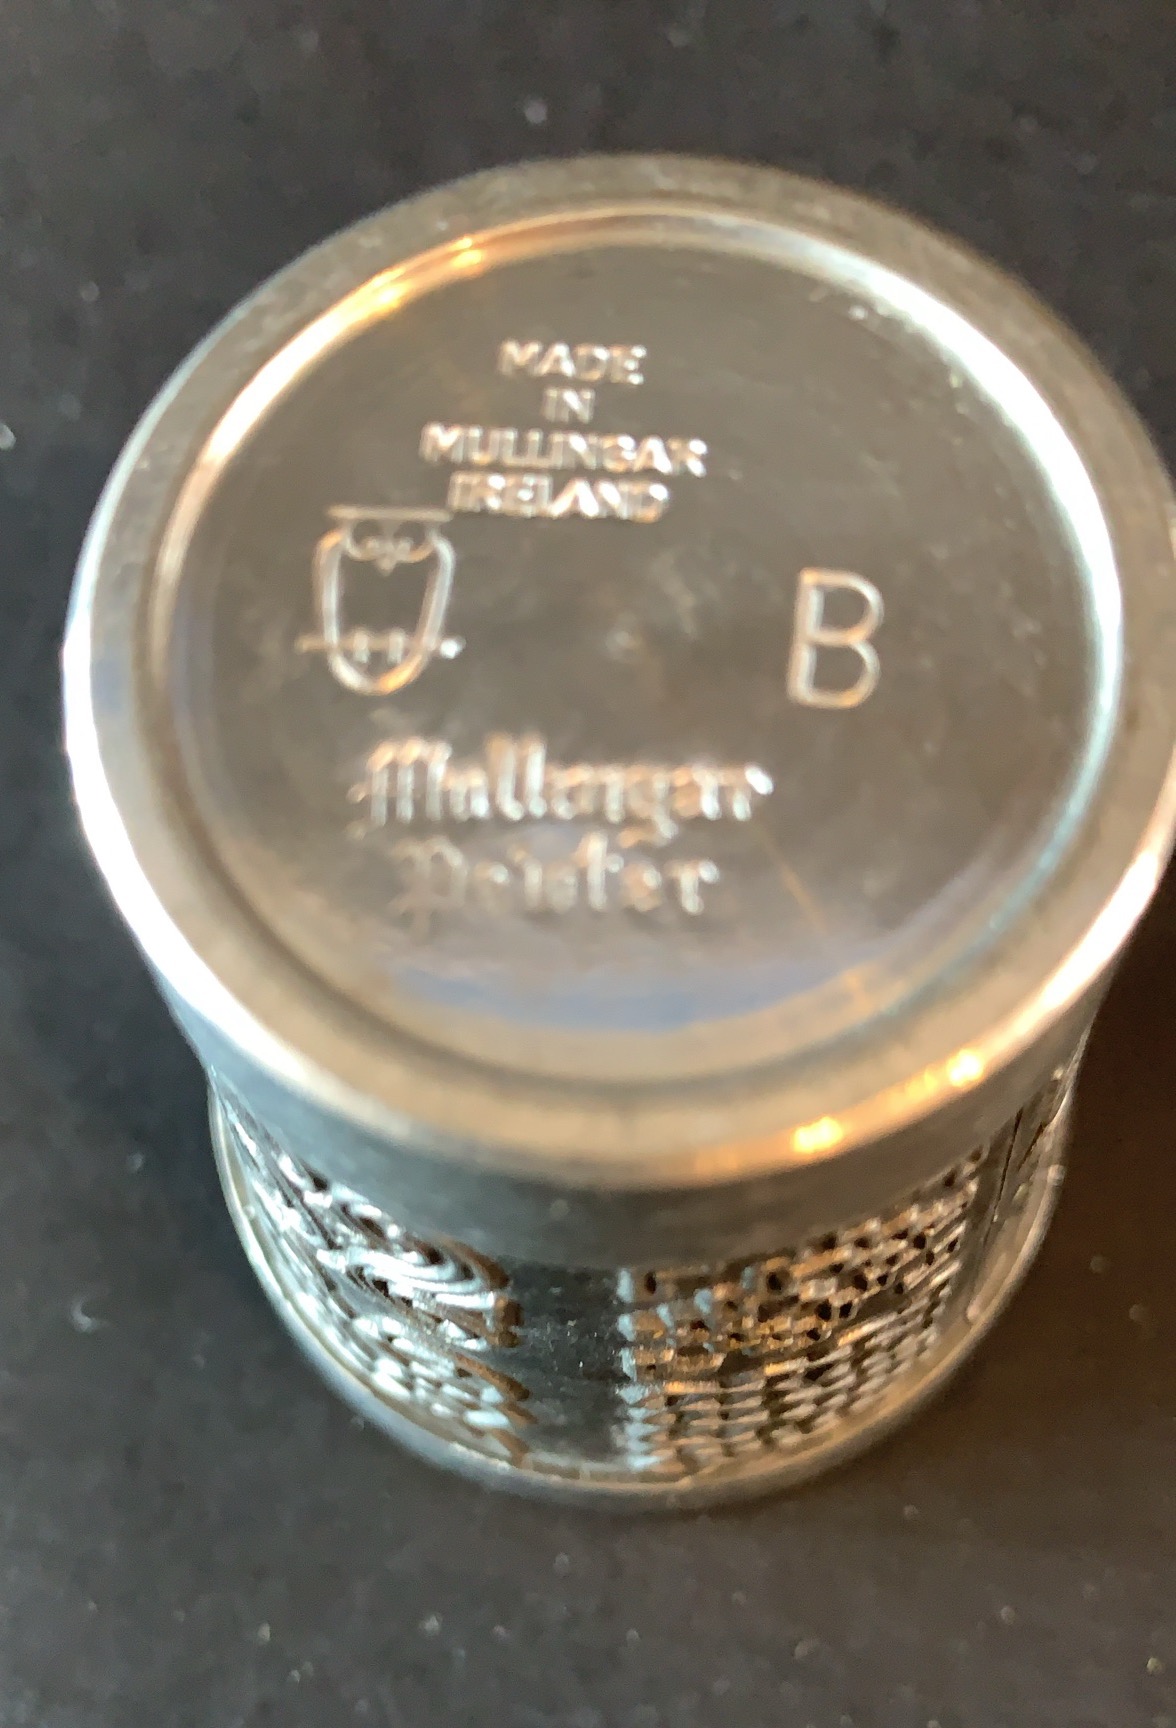 MADE
IN
MULLINGAR
IRELAND
B
Mullingar
Pewter